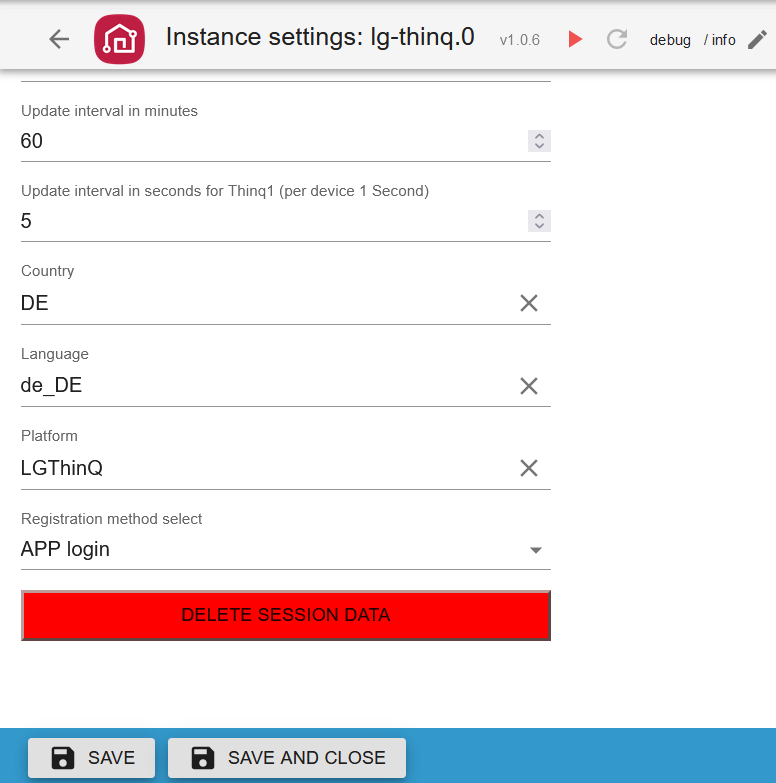 Instance settings: lg-thinq.0 v1.0.6 debug / info
Update interval in minutes
60
Update interval in seconds for Thinq1 (per device 1 Second)
5
Country
DE
Language
de_DE
Platform
LGThinQ
Registration method select
APP login
DELETE SESSION DATA
SAVE SAVE AND CLOSE